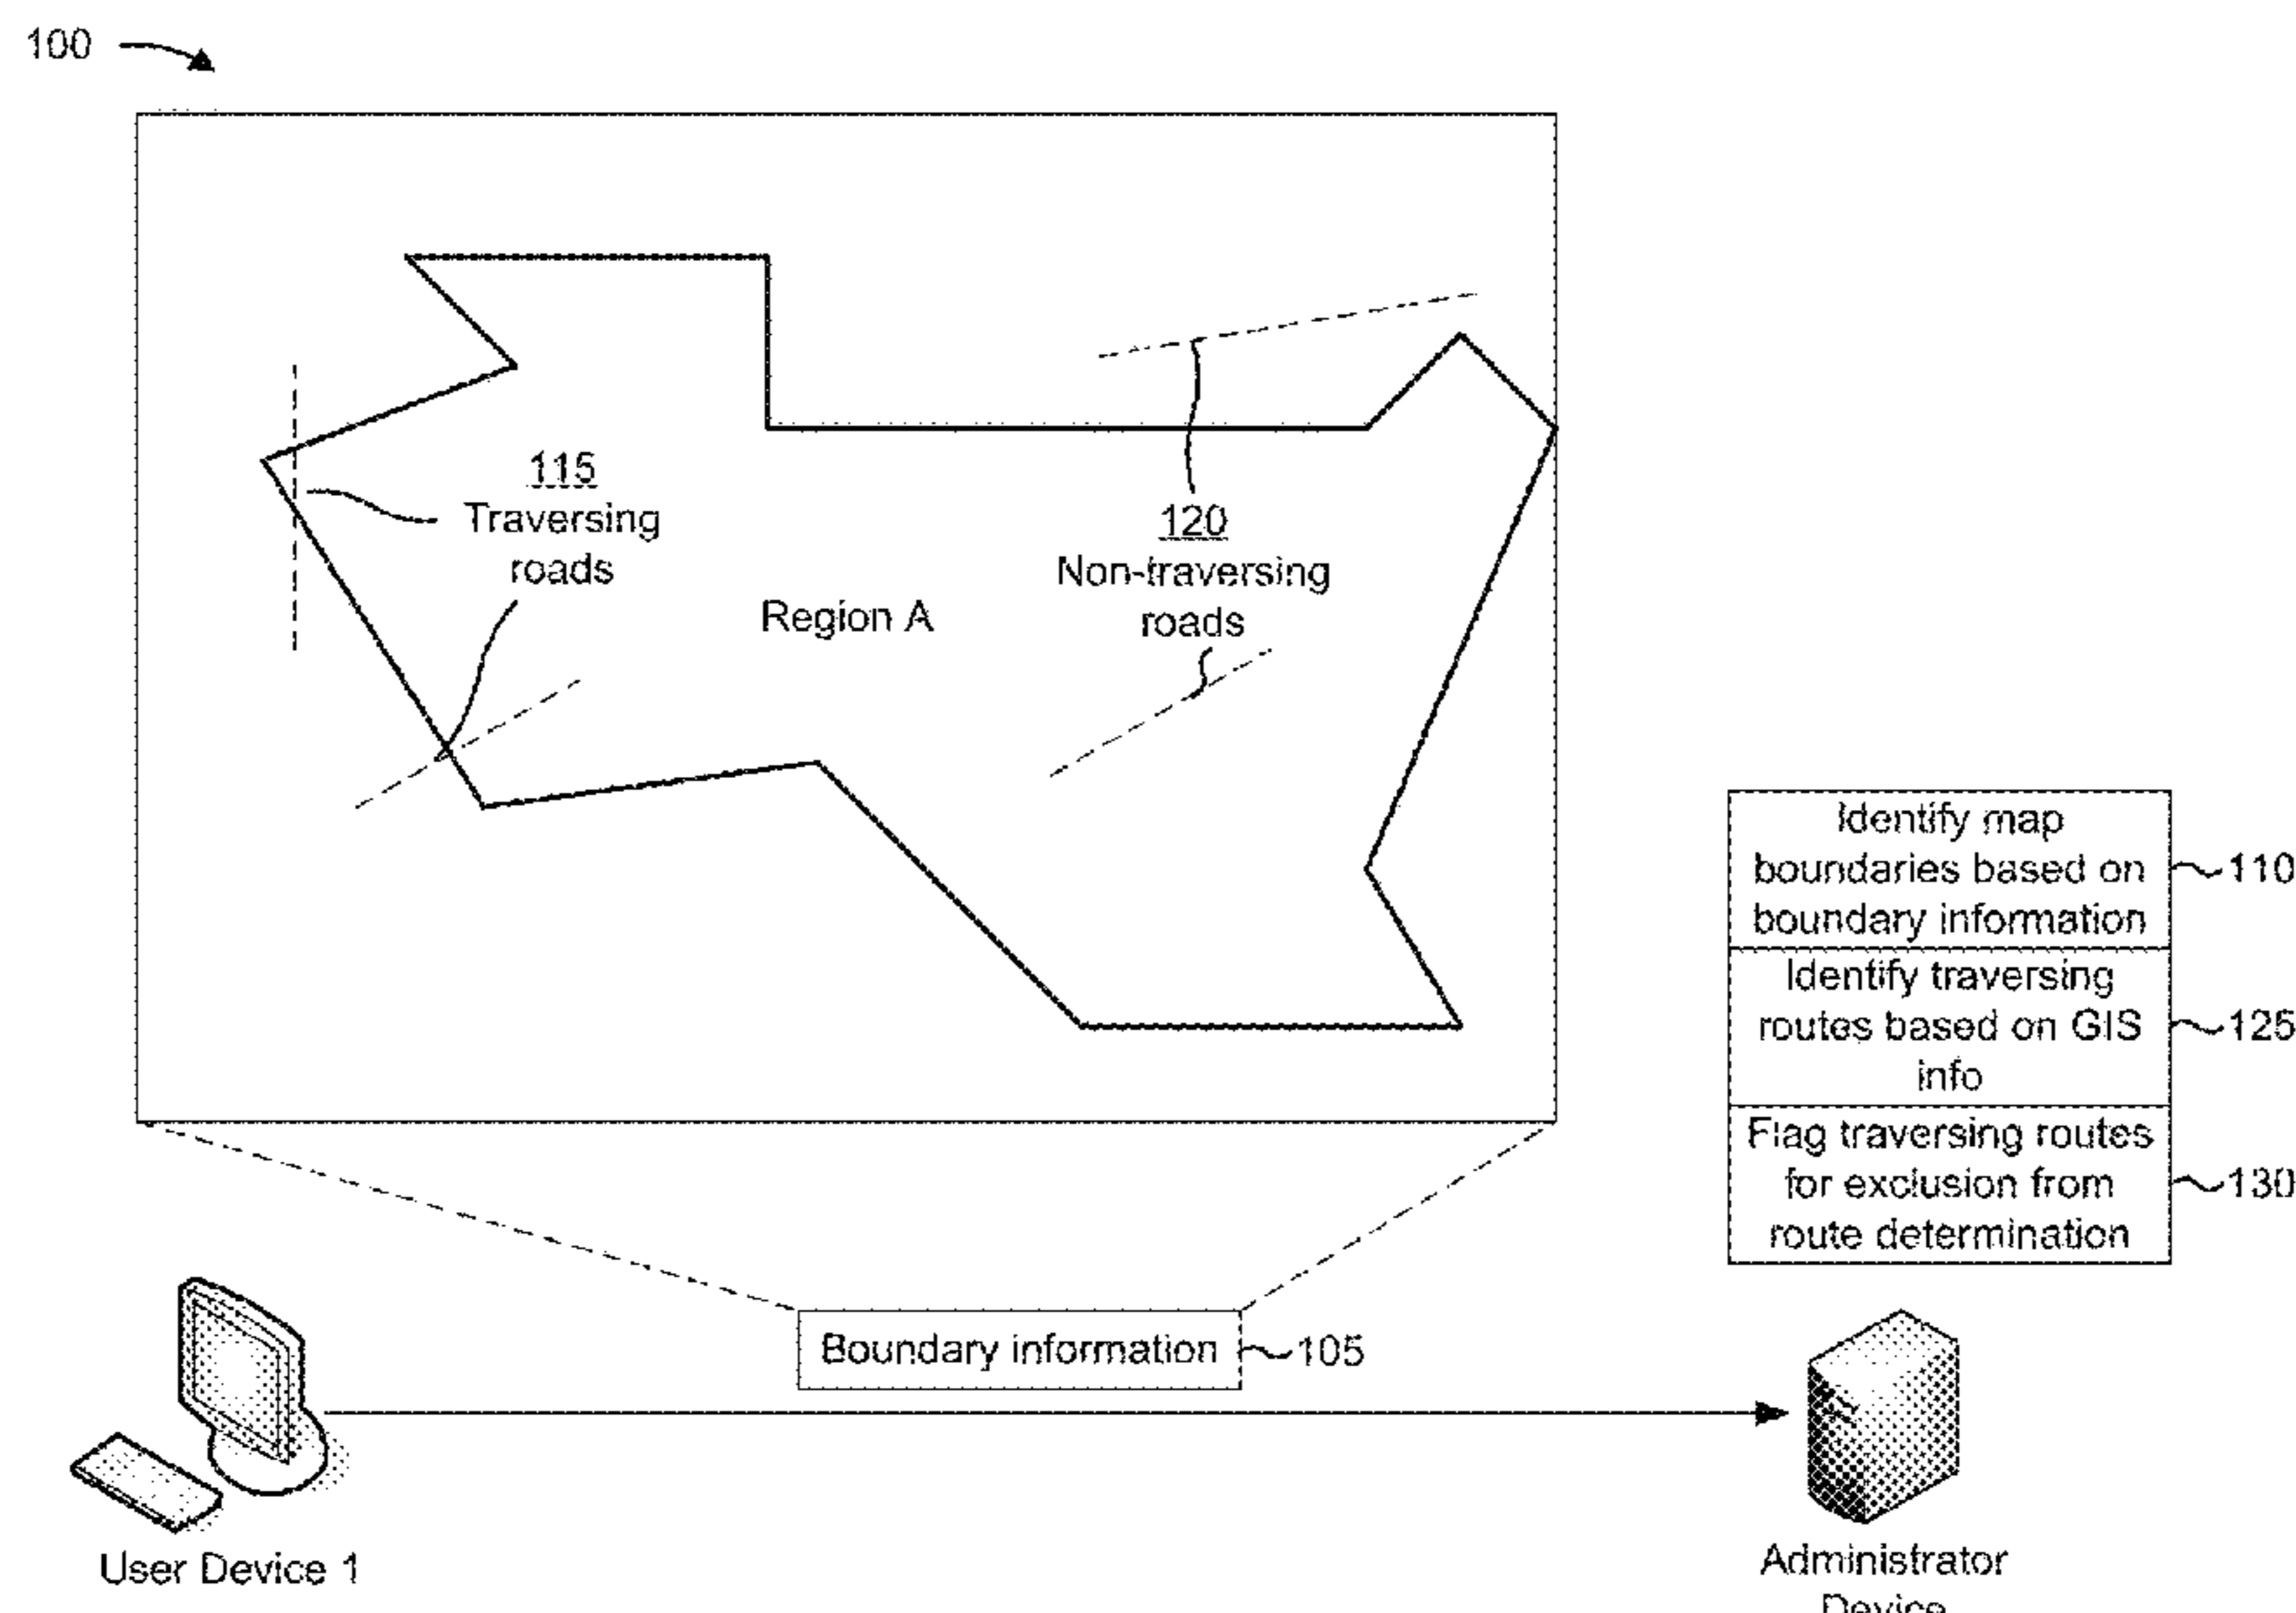 100
115
Traversing
roads
120
Non-traversing
roads
Region A
Identify map
boundaries based on
boundary information
110
Identify traversing
routes based on GIS
info
125
Flag traversing routes
for exclusion from
route determination
130
Boundary information
105
User Device 1
Administrator
Device